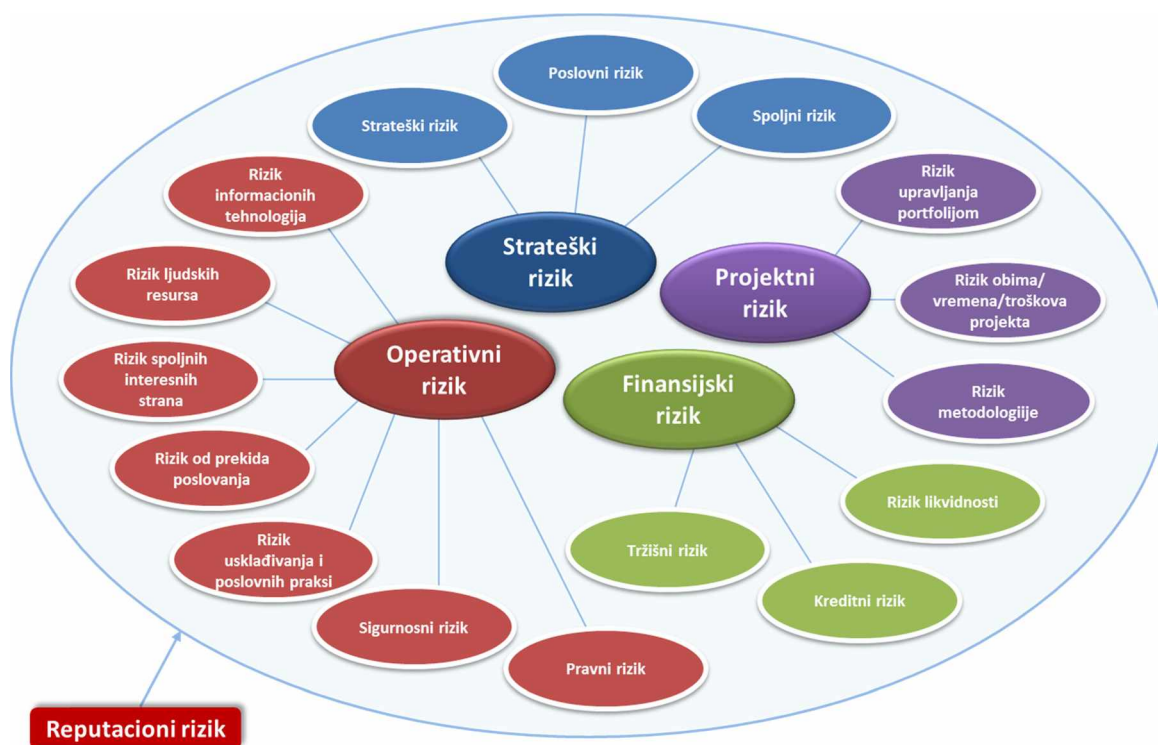 Poslovni rizik
Strateški rizik
Spoljni rizik
Rizik
informacionih
tehnologija
Rizik
upravljanja
portfolijom
Strateški
rizik
Projektni
rizik
Rizik ljudskih
resursa
Rizik obima/
vremena/troškova
projekta
Operativni
rizik
Rizik spoljnih
interesnih
strana
Finansijski
rizik
Rizik
metodologiije
Rizik od prekida
poslovanja
Rizik likvidnosti
Rizik
usklađivanja i
poslovnih praksi
Tržišni rizik
Kreditni rizik
Sigurnosni rizik
Pravni rizik
Reputacioni rizik